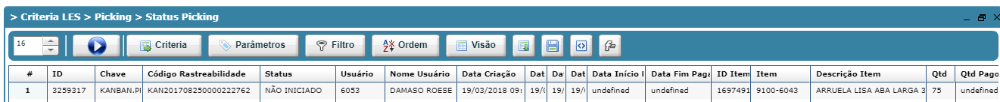 > Criteria LES > Picking > Status Picking
16 Criteria Parâmetros Filtro Ordem Visão
# ID Chave Código Rastreabilidade Status Usuário Nome Usuário Data Criação Dat Da Dat Data Início Data Fim Paga ID Item Item Descrição Item Qtd Qtd Pago
1 3259317 KANBAN.PI KAN201708250000222762 NÃO INICIADO 6053 DAMASO ROESE 19/03/2018 09: 19/ 19/ 19/ undefined undefined 1697491 9100-6043 ARRUELA LISA ABA LARGA 3 75 undefined